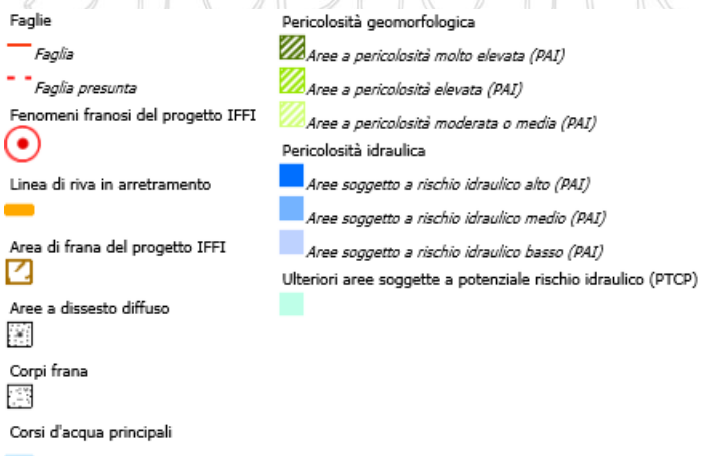 Faglie
Faglia
Faglia presunta
Fenomeni franosi del progetto IFFI
Linea di riva in arretramento
Area di frana del progetto IFFI
Aree a dissesto diffuso
Corpi frana
Corsi d'acqua principali
Pericolosità geomorfologica
Aree a pericolosità molto elevata (PAI)
Aree a pericolosità elevata (PAI)
Aree a pericolosità moderata o media (PAI)
Pericolosità idraulica
Aree soggetto a rischio idraulico alto (PAI)
Aree soggetto a rischio idraulico medio (PAI)
Aree soggetto a rischio idraulico basso (PAI)
Ulteriori aree soggette a potenziale rischio idraulico (PTCP)